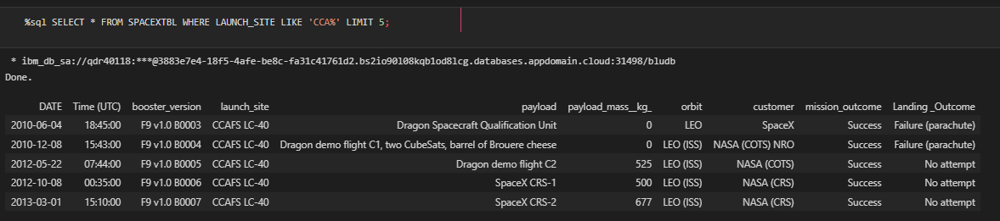 %sql SELECT * FROM SPACEXTBL WHERE LAUNCH_SITE LIKE 'CCA%' LIMIT 5;
* ibm_db_sa://qdr40118:***@3883e7e4-18f5-4afe-be8c-fa31c41761d2.bs2io90l08kqb1od8lcg.databases.appdomain.cloud:31498/bludb
Done.
DATE Time (UTC) booster_version launch_site payload payload_mass__kg_ orbit customer mission_outcome Landing _Outcome
2010-06-04 18:45:00 F9 v1.0 B0003 CCAFS LC-40 Dragon Spacecraft Qualification Unit 0 LEO SpaceX Success Failure (parachute)
2010-12-08 15:43:00 F9 v1.0 B0004 CCAFS LC-40 Dragon demo flight C1, two CubeSats, barrel of Brouere cheese 0 LEO (ISS) NASA (COTS) NRO Success Failure (parachute)
2012-05-22 07:44:00 F9 v1.0 B0005 CCAFS LC-40 Dragon demo flight C2 525 LEO (ISS) NASA (COTS) Success No attempt
2012-10-08 00:35:00 F9 v1.0 B0006 CCAFS LC-40 SpaceX CRS-1 500 LEO (ISS) NASA (CRS) Success No attempt
2013-03-01 15:10:00 F9 v1.0 B0007 CCAFS LC-40 SpaceX CRS-2 677 LEO (ISS) NASA (CRS) Success No attempt